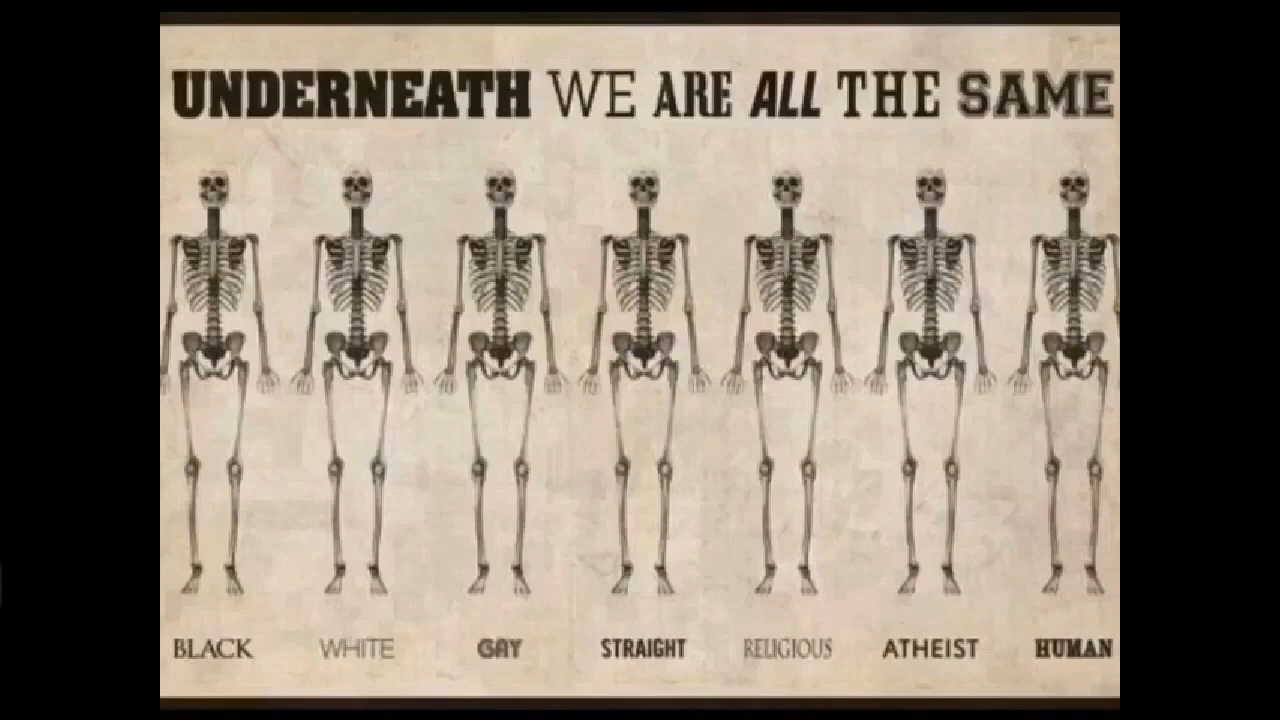 UNDERNEATH WE ARE ALL THE SAME
BLACK WHITE GAY STRAIGHT RELIGIOUS ATHEIST HUMAN